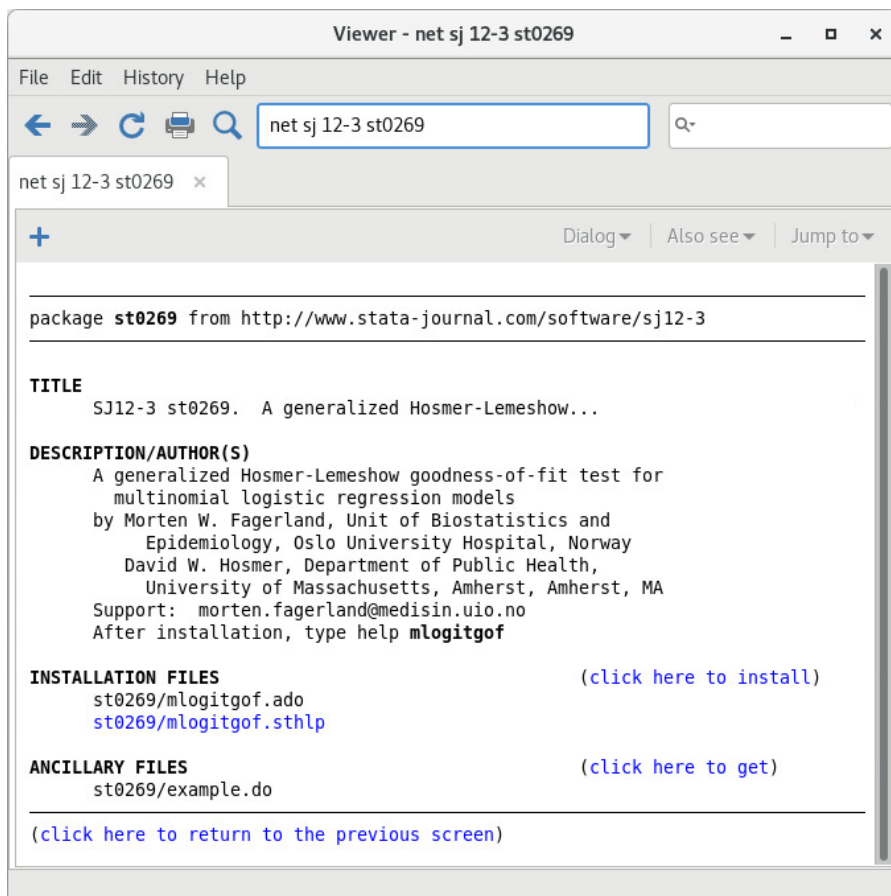 Viewer - net sj 12-3 st0269
File Edit History Help
net sj 12-3 st0269
net sj 12-3 st0269
Dialog Also see Jump to
package st0269 from http://www.stata-journal.com/software/sj12-3
TITLE
SJ12-3 st0269. A generalized Hosmer-Lemeshow...
DESCRIPTION/AUTHOR(S)
A generalized Hosmer-Lemeshow goodness-of-fit test for
multinomial logistic regression models
by Morten W. Fagerland, Unit of Biostatistics and
Epidemiology, Oslo University Hospital, Norway
David W. Hosmer, Department of Public Health,
University of Massachusetts, Amherst, Amherst, MA
Support: morten.fagerland@medisin.uio.no
After installation, type help mlogitgof
INSTALLATION FILES (click here to install)
st0269/mlogitgof.ado
st0269/mlogitgof.sthlp
ANCILLARY FILES (click here to get)
st0269/example.do
(click here to return to the previous screen)